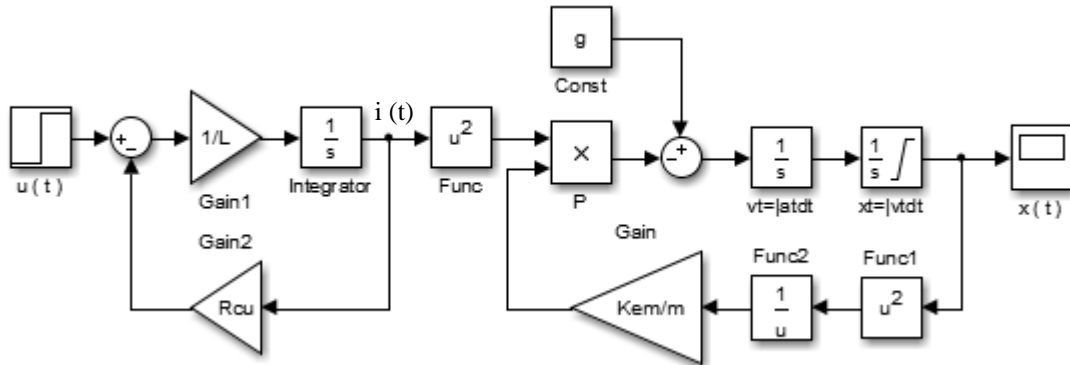 g
Const
u ( t )
+
−
1/L
Gain1
1
s
Integrator
i (t)
u²
Func
×
P
−
+
1
s
vt=|atdt
1
s
xt=|vtdt
x ( t )
Gain2
Rcu
Gain
Kem/m
Func2
1
u
Func1
u²